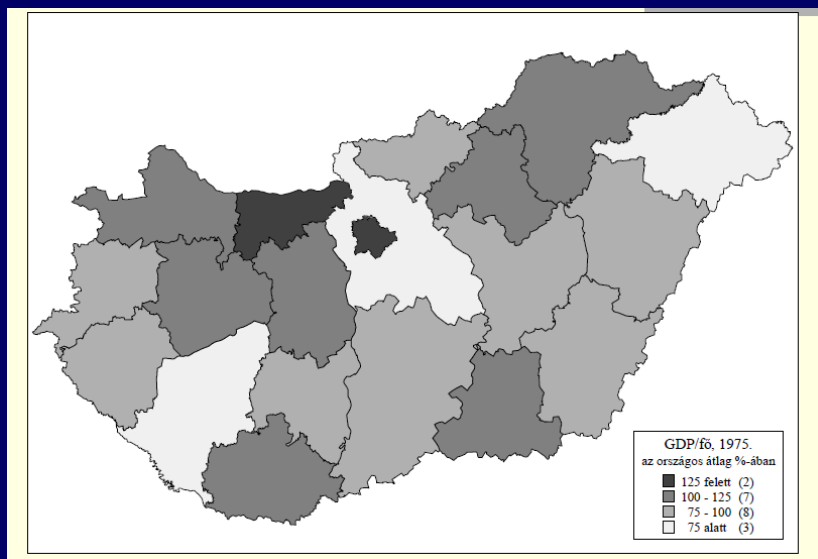 GDP/fő, 1975.
az országos átlag %-ában
125 felett (2)
100 - 125 (7)
75 - 100 (8)
75 alatt (3)